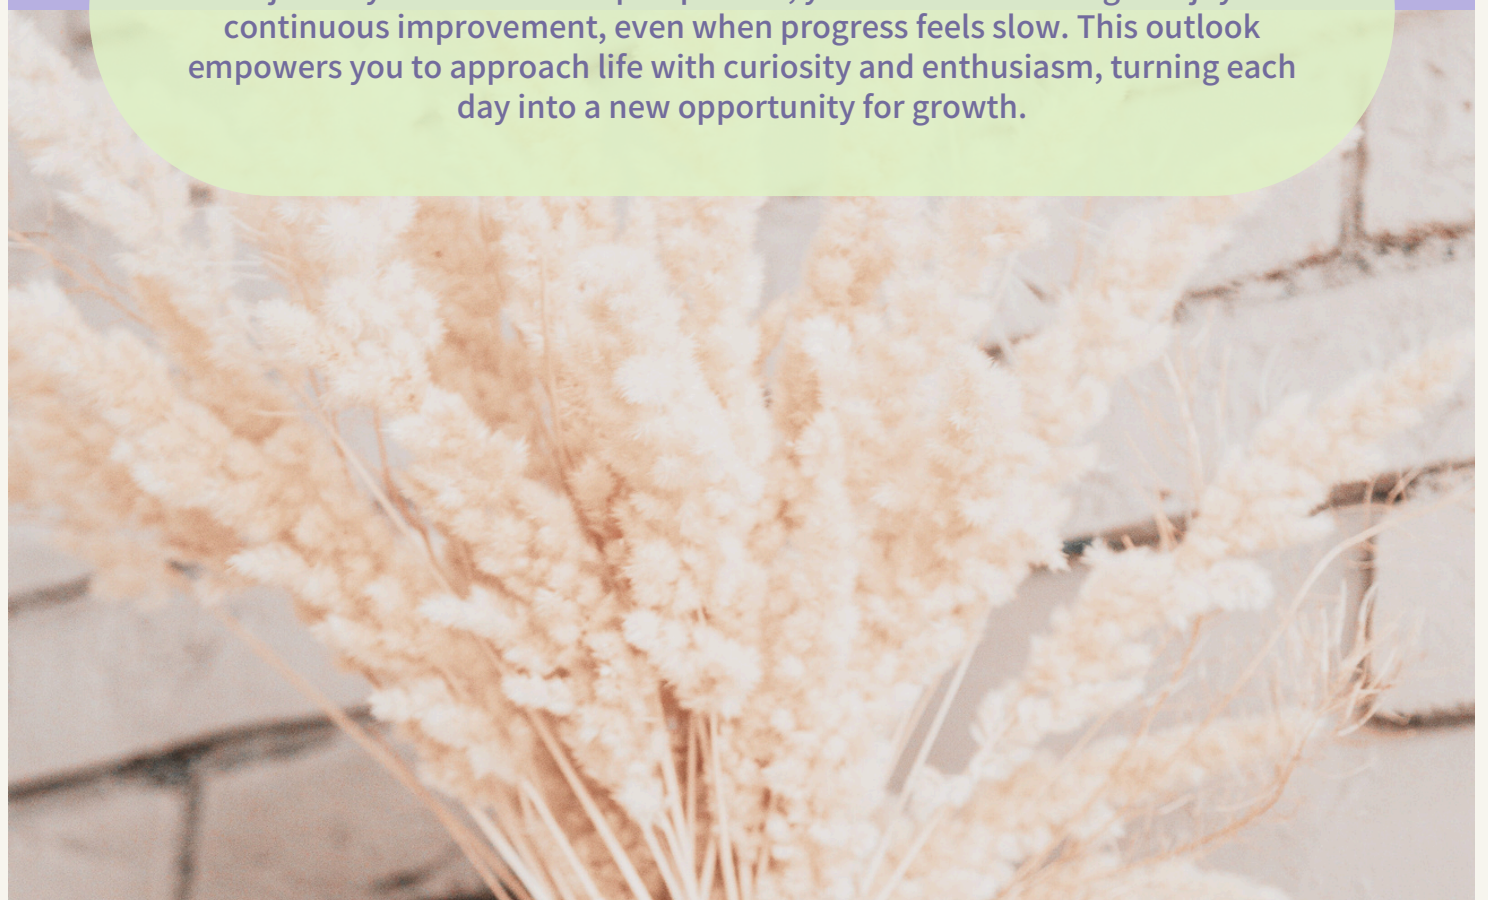 continuous improvement, even when progress feels slow. This outlook
empowers you to approach life with curiosity and enthusiasm, turning each
day into a new opportunity for growth.